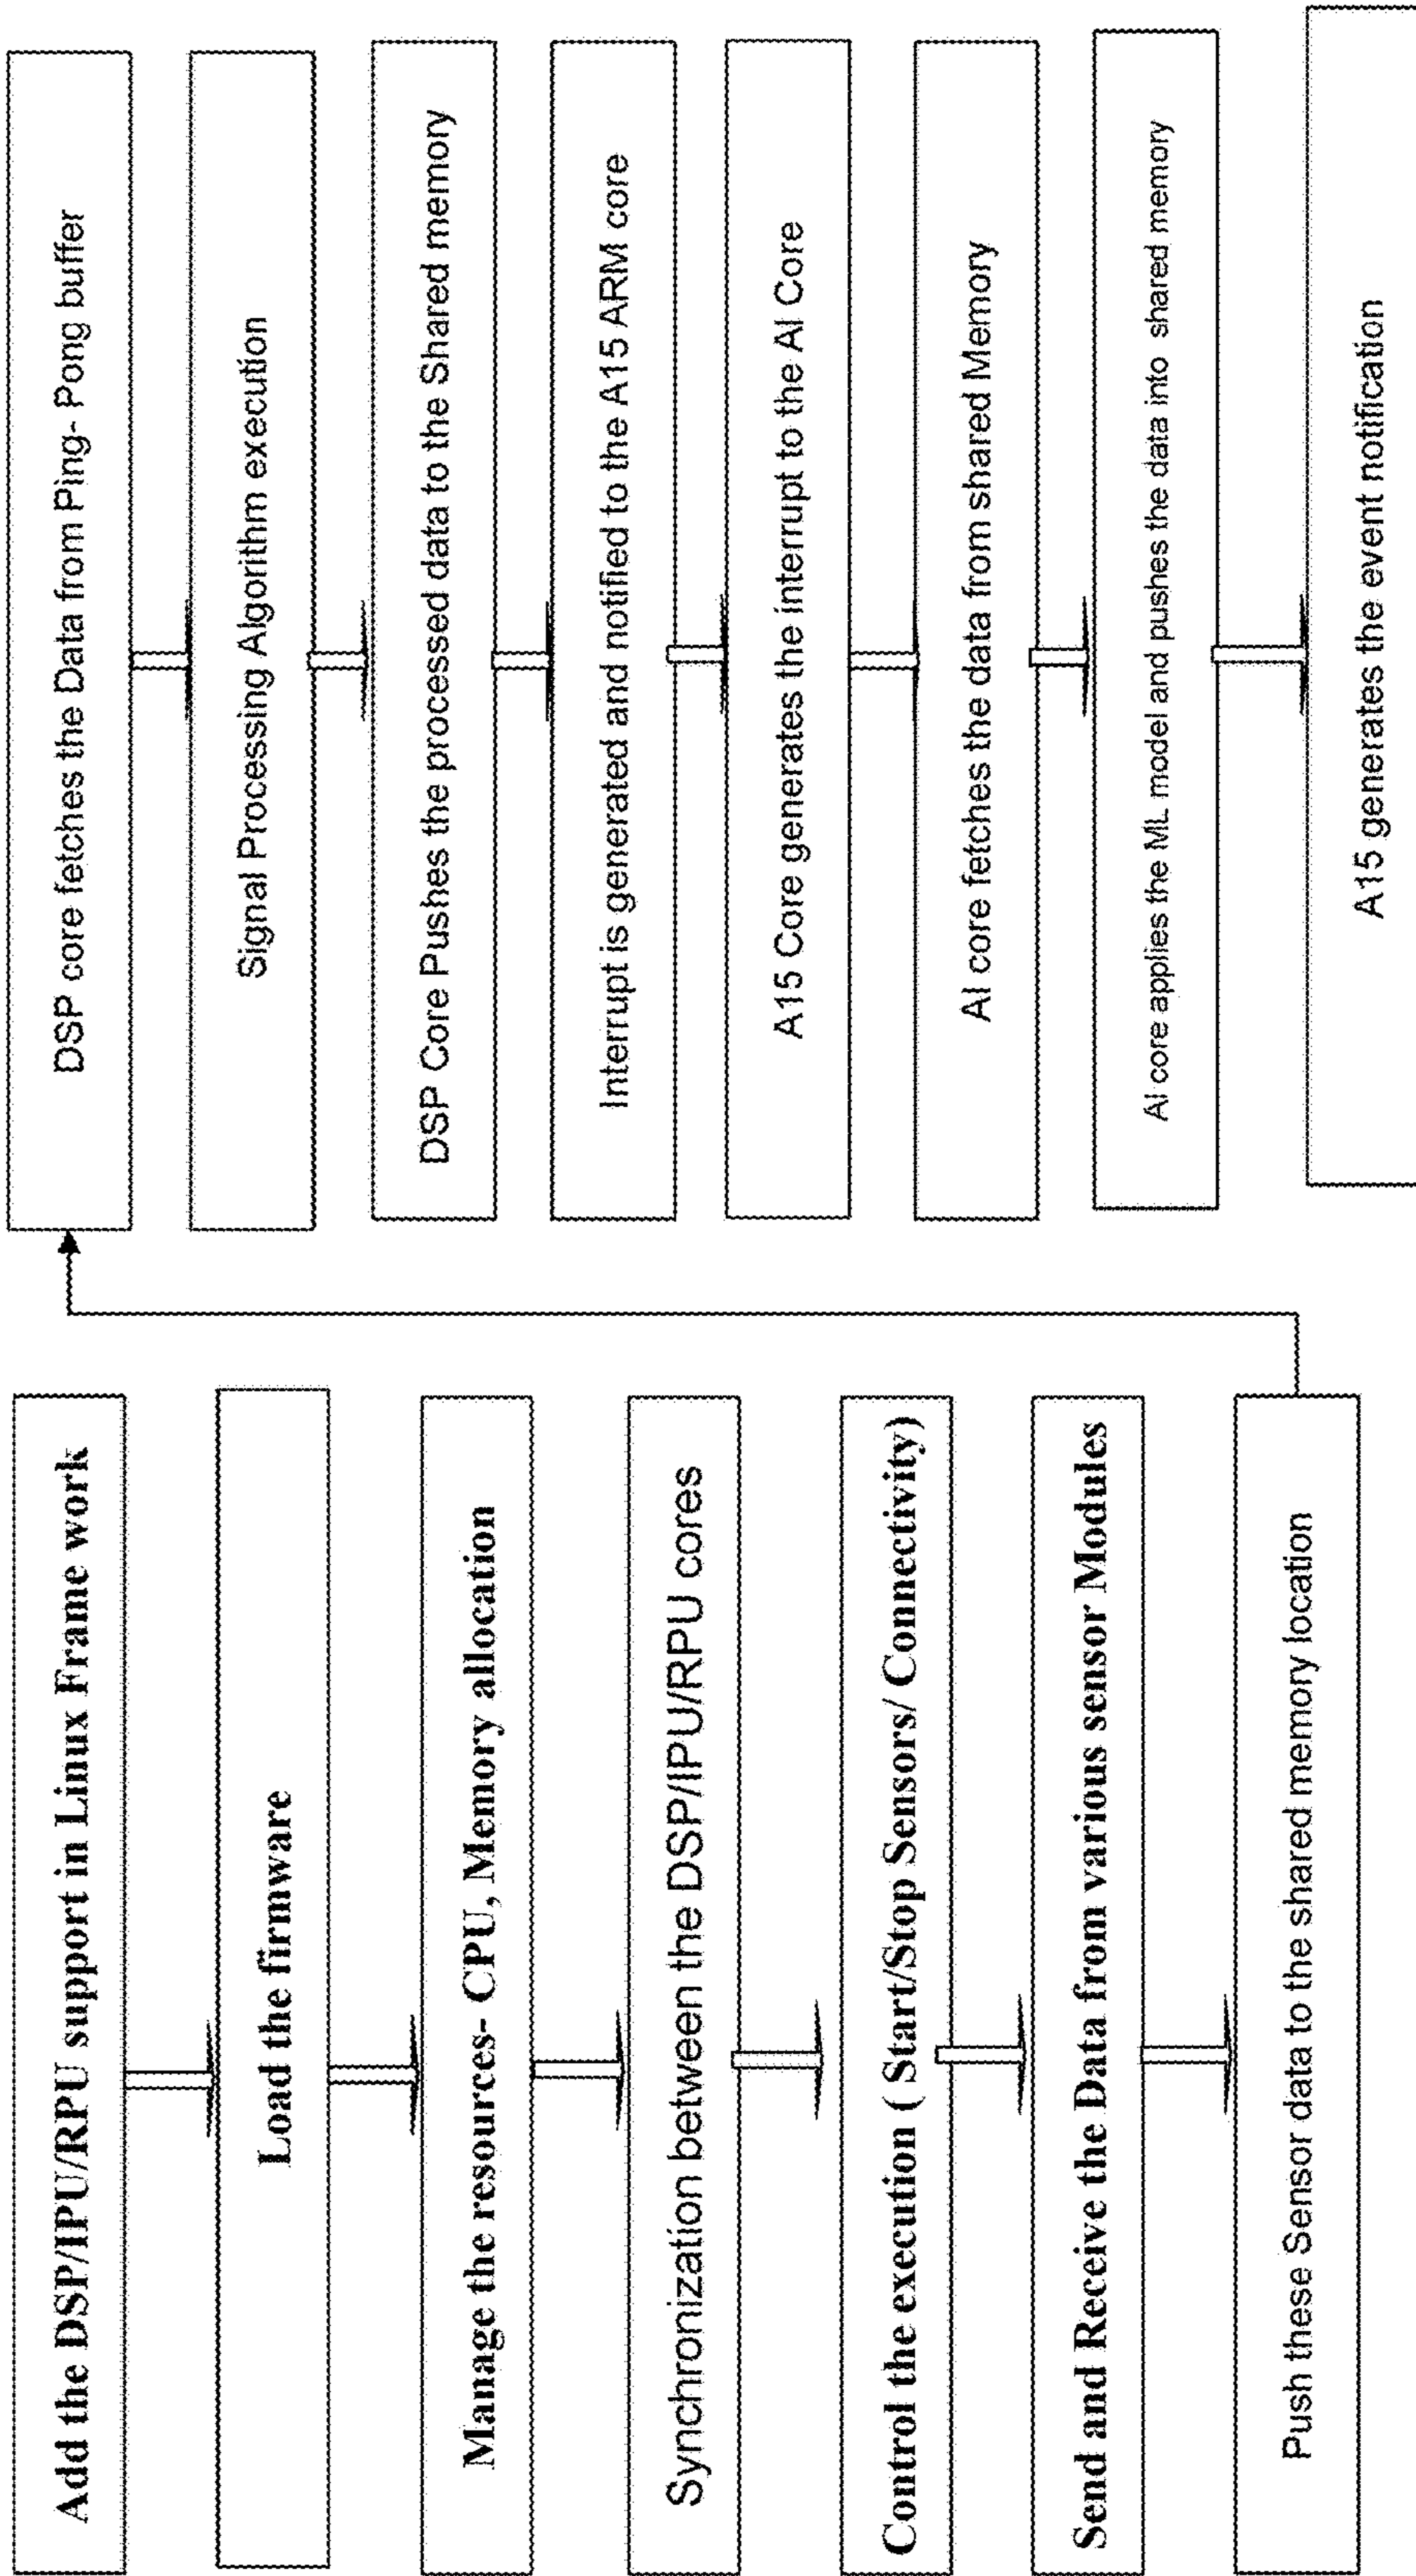 Add the DSP/IPU/RPU support in Linux Frame work
Load the firmware
Manage the resources- CPU, Memory allocation
Synchronization between the DSP/IPU/RPU cores
Control the execution ( Start/Stop Sensors/ Connectivity)
Send and Receive the Data from various sensor Modules
Push these Sensor data to the shared memory location
DSP core fetches the Data from Ping- Pong buffer
Signal Processing Algorithm execution
DSP Core Pushes the processed data to the Shared memory
Interrupt is generated and notified to the A15 ARM core
A15 Core generates the interrupt to the AI Core
AI core fetches the data from shared Memory
AI core applies the ML model and pushes the data into shared memory
A15 generates the event notification